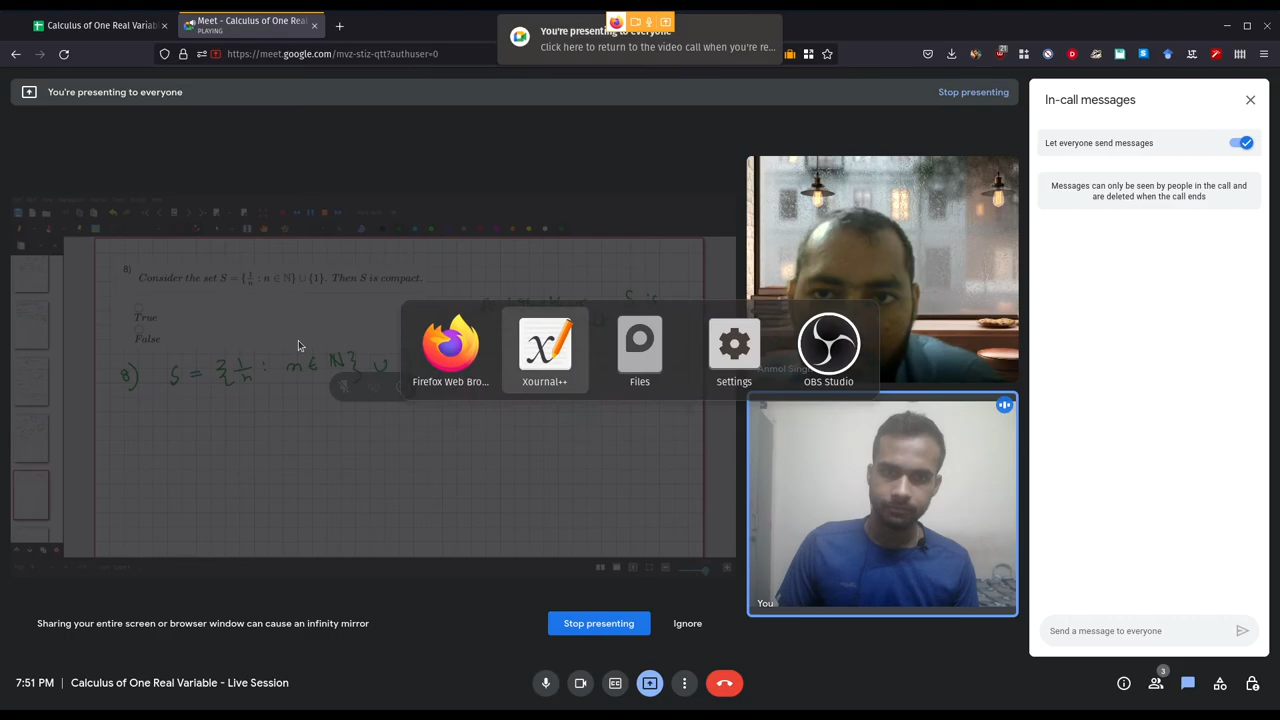 Calculus of One Real Variable
Meet - Calculus of One Real
PLAYING
You're presenting to everyone
Click here to return to the video call when you're re...
https://meet.google.com/mvz-stiz-qtt?authuser=0
21
You're presenting to everyone
Stop presenting
In-call messages
Let everyone send messages
Messages can only be seen by people in the call and
are deleted when the call ends
8)
Consider the set S = {1/n : n ∈ ℕ} ∪ {1}. Then S is compact.
True
False
S is
8) S = {1/n : n ∈ ℕ} ∪
Firefox Web Bro...
Xournal++
Files
Settings
OBS Studio
Anmol Singh
You
Sharing your entire screen or browser window can cause an infinity mirror
Stop presenting
Ignore
Send a message to everyone
7:51 PM | Calculus of One Real Variable - Live Session
3